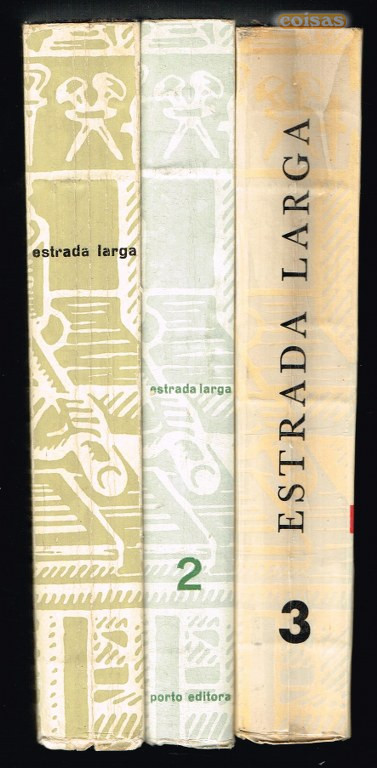 coisas
estrada larga
estrada larga
2
porto editora
ESTRADA LARGA
3